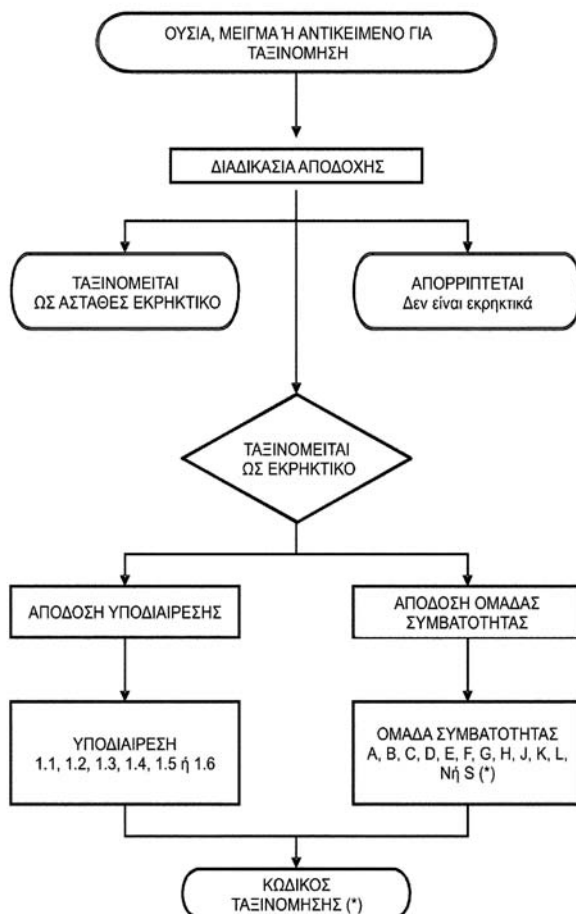 ΟΥΣΙΑ, ΜΕΙΓΜΑ Ή ΑΝΤΙΚΕΙΜΕΝΟ ΓΙΑ
ΤΑΞΙΝΟΜΗΣΗ
ΔΙΑΔΙΚΑΣΙΑ ΑΠΟΔΟΧΗΣ
ΤΑΞΙΝΟΜΕΙΤΑΙ
ΩΣ ΑΣΤΑΘΕΣ ΕΚΡΗΚΤΙΚΟ
ΑΠΟΡΡΙΠΤΕΤΑΙ
Δεν είναι εκρηκτικά
ΤΑΞΙΝΟΜΕΙΤΑΙ
ΩΣ ΕΚΡΗΚΤΙΚΟ
ΑΠΟΔΟΣΗ ΥΠΟΔΙΑΙΡΕΣΗΣ
ΑΠΟΔΟΣΗ ΟΜΑΔΑΣ
ΣΥΜΒΑΤΟΤΗΤΑΣ
ΥΠΟΔΙΑΙΡΕΣΗ
1.1, 1.2, 1.3, 1.4, 1.5 ή 1.6
ΟΜΑΔΑ ΣΥΜΒΑΤΟΤΗΤΑΣ
A, B, C, D, E, F, G, H, J, K, L,
Nή S (*)
ΚΩΔΙΚΟΣ
ΤΑΞΙΝΟΜΗΣΗΣ (*)